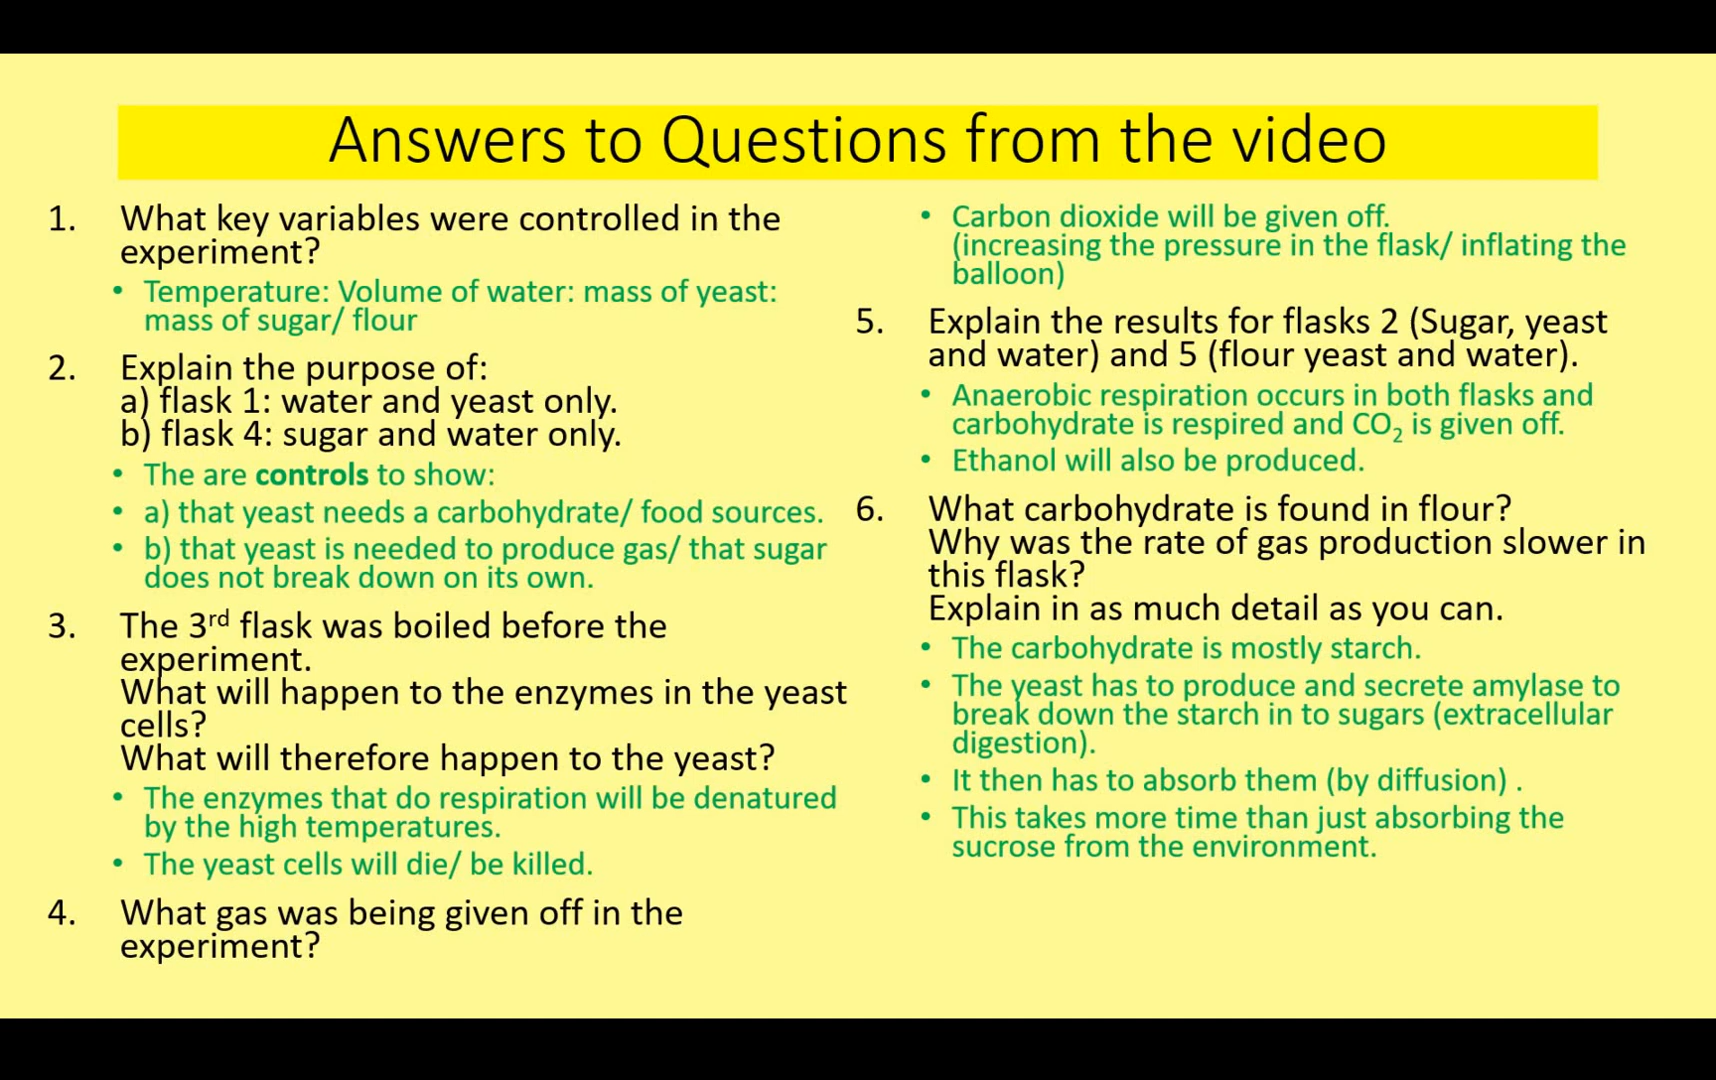 Answers to Questions from the video
1. What key variables were controlled in the
experiment?
• Temperature: Volume of water: mass of yeast:
mass of sugar/ flour
2. Explain the purpose of:
a) flask 1: water and yeast only.
b) flask 4: sugar and water only.
• The are controls to show:
• a) that yeast needs a carbohydrate/ food sources.
• b) that yeast is needed to produce gas/ that sugar
does not break down on its own.
3. The 3rd flask was boiled before the
experiment.
What will happen to the enzymes in the yeast
cells?
What will therefore happen to the yeast?
• The enzymes that do respiration will be denatured
by the high temperatures.
• The yeast cells will die/ be killed.
4. What gas was being given off in the
experiment?
• Carbon dioxide will be given off.
(increasing the pressure in the flask/ inflating the
balloon)
5. Explain the results for flasks 2 (Sugar, yeast
and water) and 5 (flour yeast and water).
• Anaerobic respiration occurs in both flasks and
carbohydrate is respired and CO₂ is given off.
• Ethanol will also be produced.
6. What carbohydrate is found in flour?
Why was the rate of gas production slower in
this flask?
Explain in as much detail as you can.
• The carbohydrate is mostly starch.
• The yeast has to produce and secrete amylase to
break down the starch in to sugars (extracellular
digestion).
• It then has to absorb them (by diffusion) .
• This takes more time than just absorbing the
sucrose from the environment.